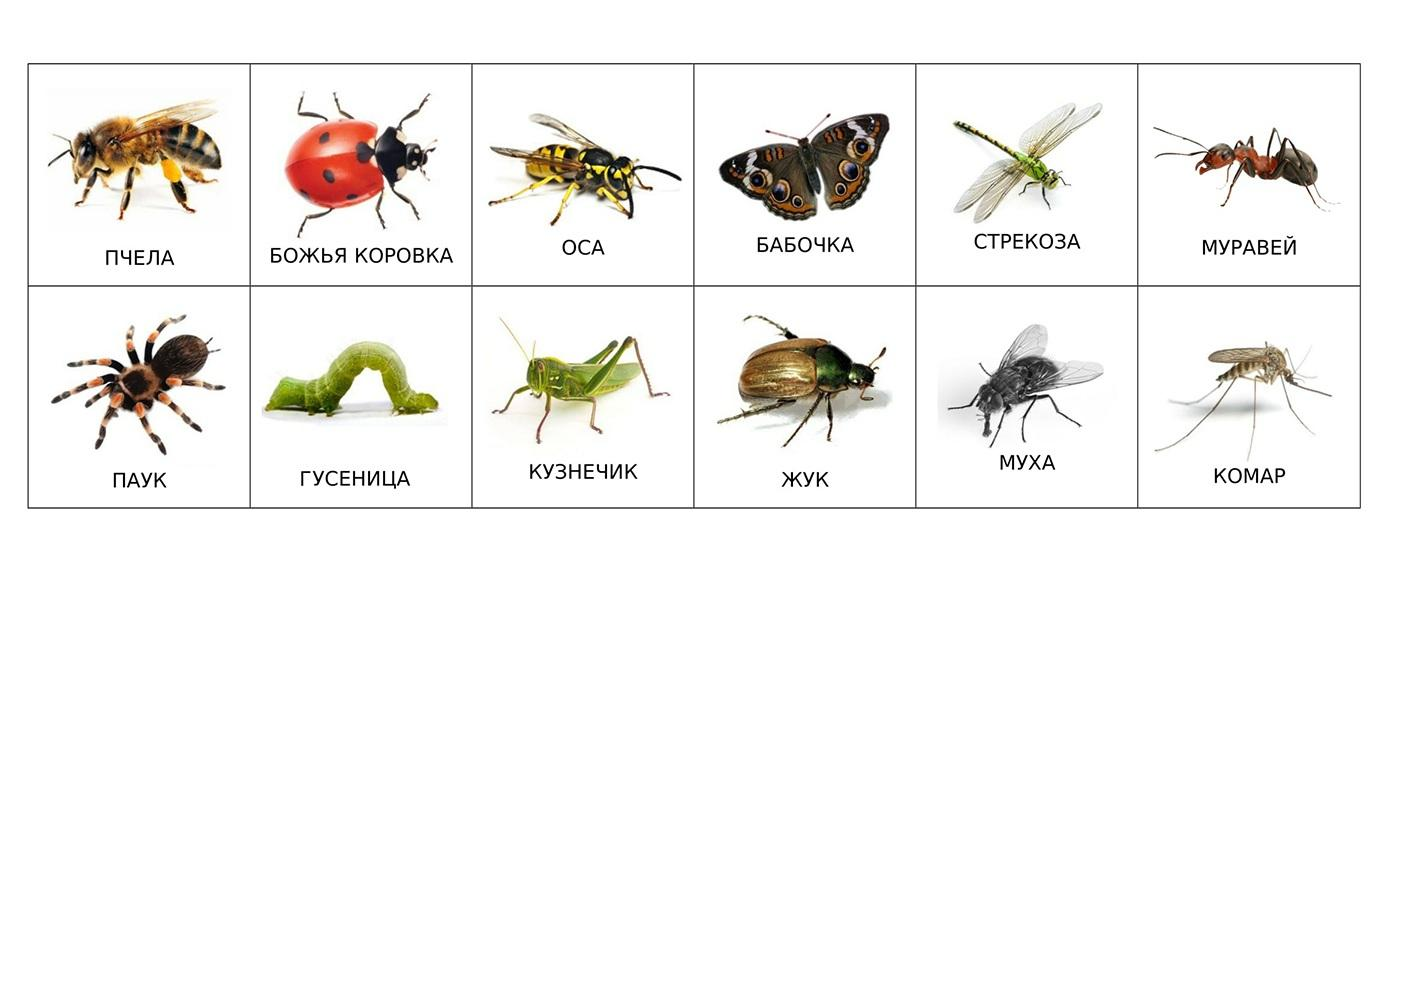 ПЧЕЛА
БОЖЬЯ КОРОВКА
ОСА
БАБОЧКА
СТРЕКОЗА
МУРАВЕЙ
ПАУК
ГУСЕНИЦА
КУЗНЕЧИК
ЖУК
МУХА
КОМАР